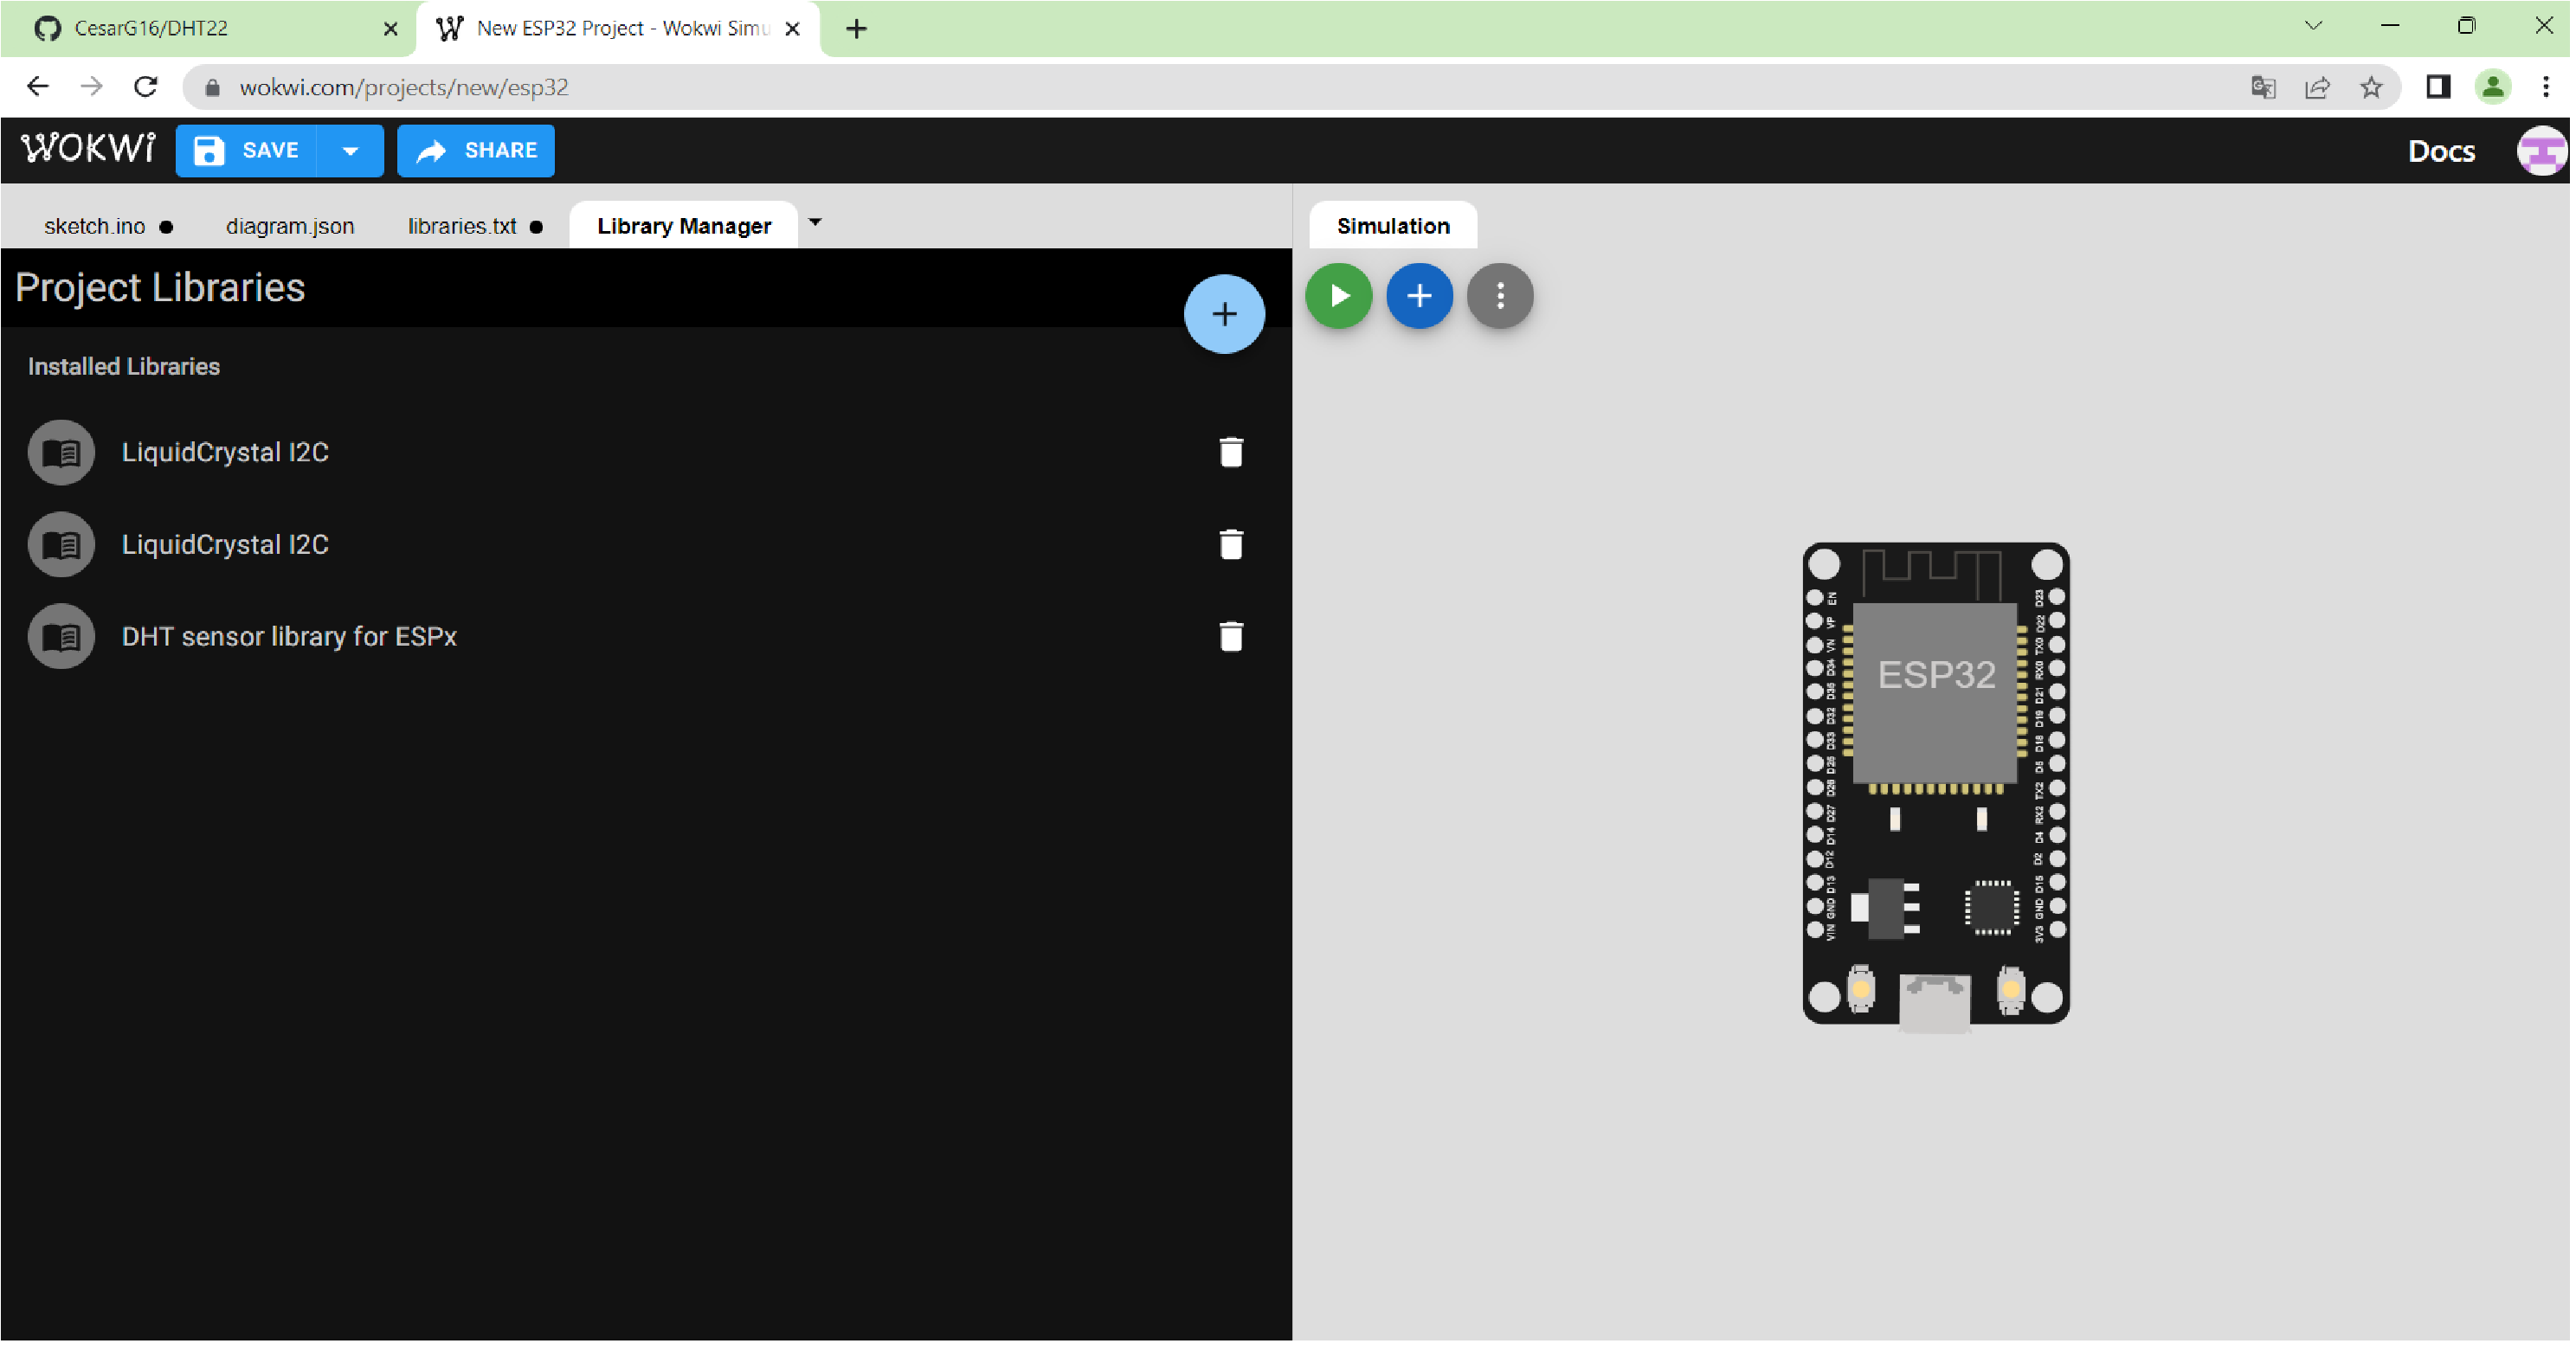 CesarG16/DHT22
New ESP32 Project - Wokwi Simu
wokwi.com/projects/new/esp32
WOKWi
SAVE
SHARE
Docs
sketch.ino ●
diagram.json
libraries.txt ●
Library Manager
Simulation
Project Libraries
Installed Libraries
LiquidCrystal I2C
LiquidCrystal I2C
DHT sensor library for ESPx
ESP32
EN
VP
VN
D34
D35
D32
D33
D25
D26
D27
D14
D12
D13
GND
VIN
D23
D22
TX0
RX0
D21
D19
D18
D5
TX2
RX2
D4
D2
D15
GND
3V3